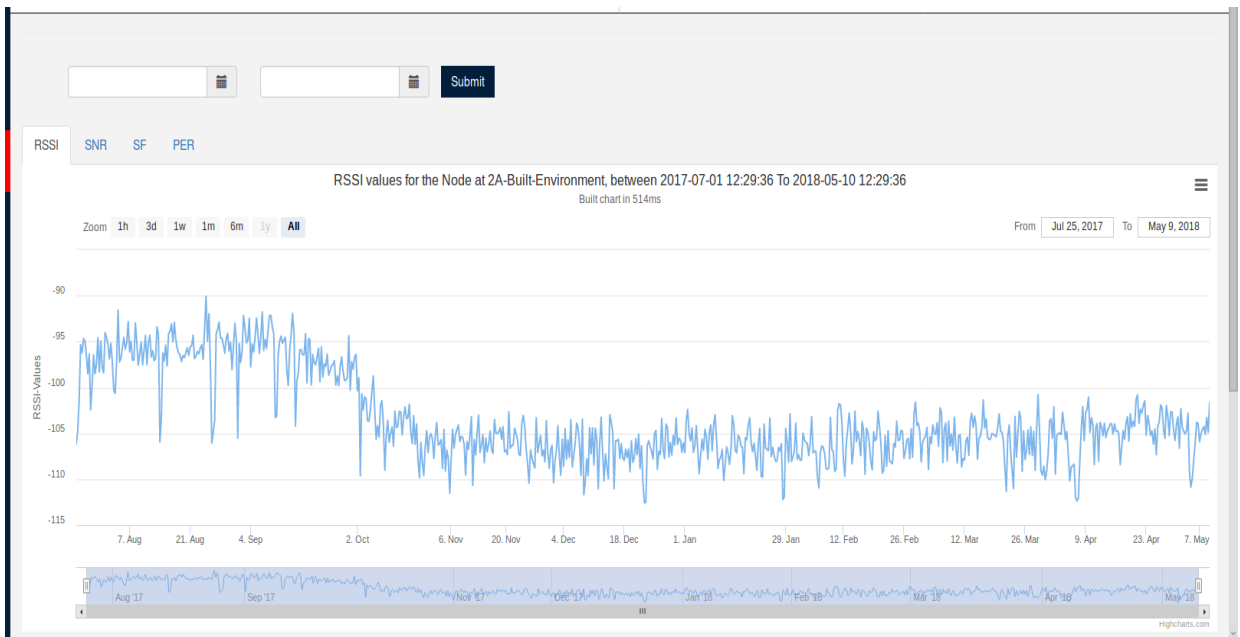 Submit
RSSI SNR SF PER
RSSI values for the Node at 2A-Built-Environment, between 2017-07-01 12:29:36 To 2018-05-10 12:29:36
Built chart in 514ms
Zoom 1h 3d 1w 1m 6m 1y All From Jul 25, 2017 To May 9, 2018
RSSI-Values
-90
-95
-100
-105
-110
-115
7. Aug 21. Aug 4. Sep 2. Oct 6. Nov 20. Nov 4. Dec 18. Dec 1. Jan 29. Jan 12. Feb 26. Feb 12. Mar 26. Mar 9. Apr 23. Apr 7. May
Aug '17 Sep '17 Nov '17 Dec '17 Jan '18 Feb '18 Mar '18 Apr '18 May '18
Highcharts.com